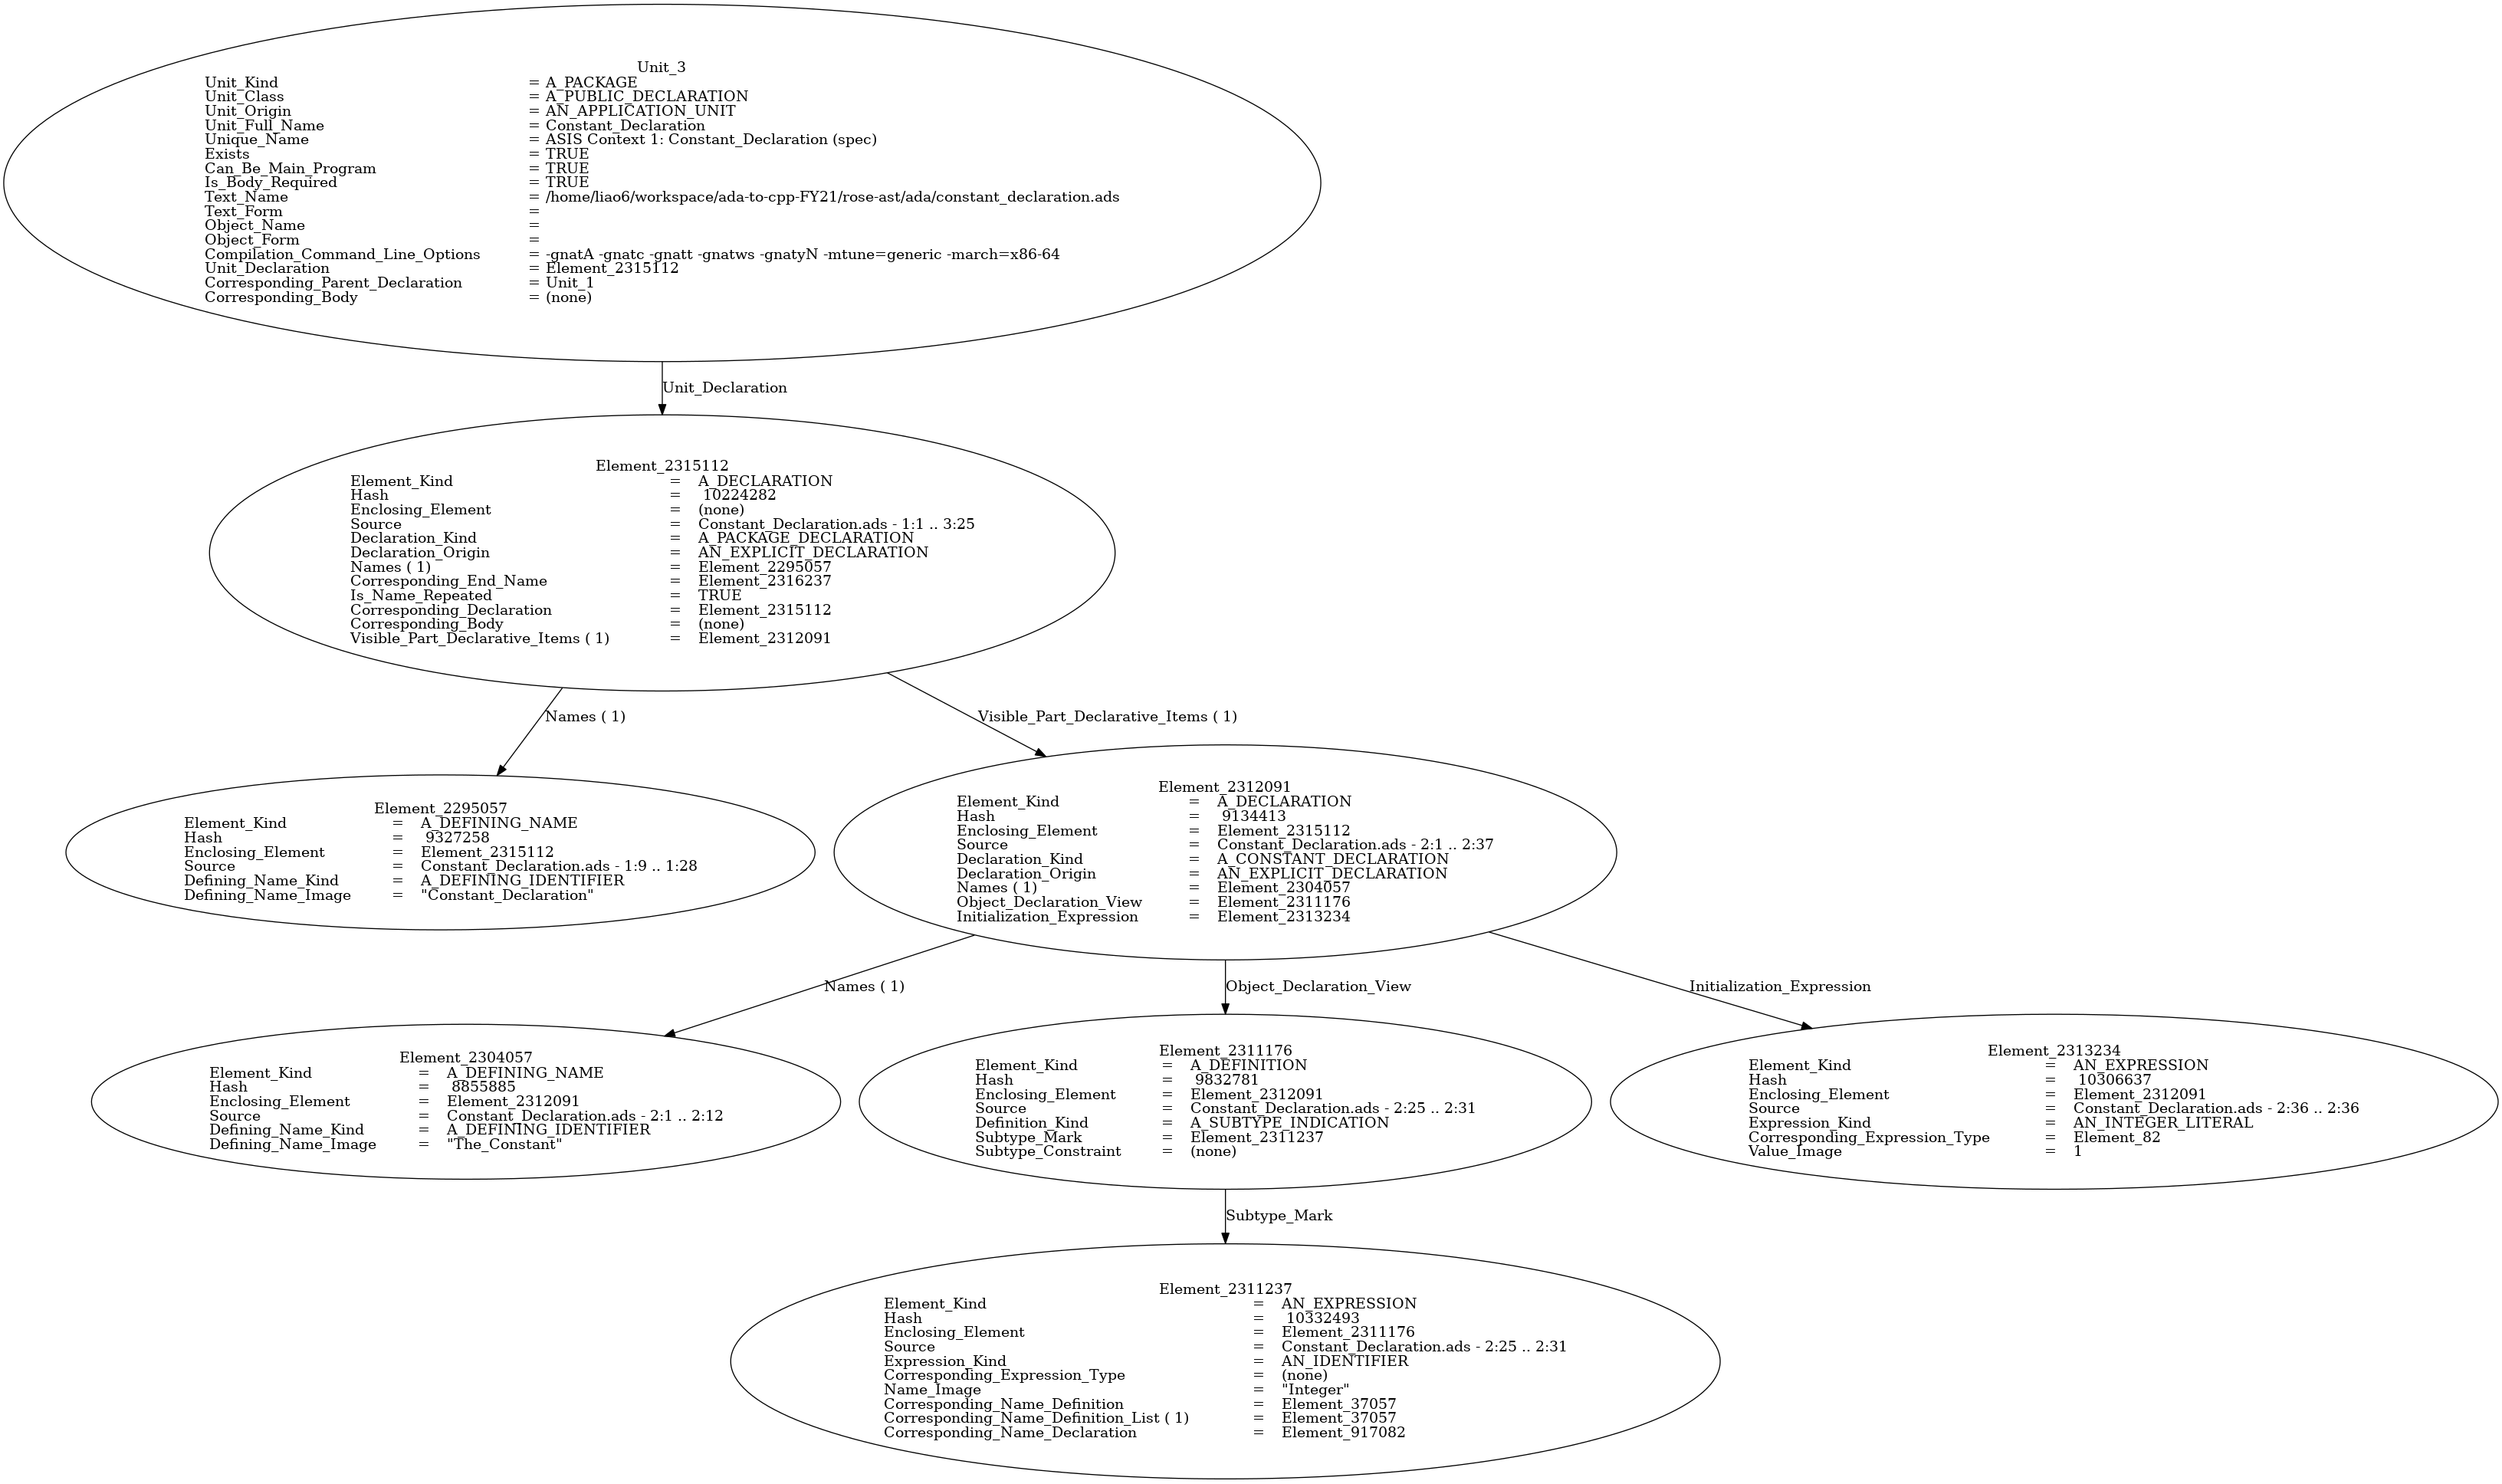 Unit_3
Unit_Kind = A_PACKAGE
Unit_Class = A_PUBLIC_DECLARATION
Unit_Origin = AN_APPLICATION_UNIT
Unit_Full_Name = Constant_Declaration
Unique_Name = ASIS Context 1: Constant_Declaration (spec)
Exists = TRUE
Can_Be_Main_Program = TRUE
Is_Body_Required = TRUE
Text_Name = /home/liao6/workspace/ada-to-cpp-FY21/rose-ast/ada/constant_declaration.ads
Text_Form =
Object_Name =
Object_Form =
Compilation_Command_Line_Options = -gnatA -gnatc -gnatt -gnatws -gnatyN -mtune=generic -march=x86-64
Unit_Declaration = Element_2315112
Corresponding_Parent_Declaration = Unit_1
Corresponding_Body = (none)
Unit_Declaration
Element_2315112
Element_Kind = A_DECLARATION
Hash = 10224282
Enclosing_Element = (none)
Source = Constant_Declaration.ads - 1:1 .. 3:25
Declaration_Kind = A_PACKAGE_DECLARATION
Declaration_Origin = AN_EXPLICIT_DECLARATION
Names ( 1) = Element_2295057
Corresponding_End_Name = Element_2316237
Is_Name_Repeated = TRUE
Corresponding_Declaration = Element_2315112
Corresponding_Body = (none)
Visible_Part_Declarative_Items ( 1) = Element_2312091
Names ( 1)
Visible_Part_Declarative_Items ( 1)
Element_2295057
Element_Kind = A_DEFINING_NAME
Hash = 9327258
Enclosing_Element = Element_2315112
Source = Constant_Declaration.ads - 1:9 .. 1:28
Defining_Name_Kind = A_DEFINING_IDENTIFIER
Defining_Name_Image = "Constant_Declaration"
Element_2312091
Element_Kind = A_DECLARATION
Hash = 9134413
Enclosing_Element = Element_2315112
Source = Constant_Declaration.ads - 2:1 .. 2:37
Declaration_Kind = A_CONSTANT_DECLARATION
Declaration_Origin = AN_EXPLICIT_DECLARATION
Names ( 1) = Element_2304057
Object_Declaration_View = Element_2311176
Initialization_Expression = Element_2313234
Names ( 1)
Object_Declaration_View
Initialization_Expression
Element_2304057
Element_Kind = A_DEFINING_NAME
Hash = 8855885
Enclosing_Element = Element_2312091
Source = Constant_Declaration.ads - 2:1 .. 2:12
Defining_Name_Kind = A_DEFINING_IDENTIFIER
Defining_Name_Image = "The_Constant"
Element_2311176
Element_Kind = A_DEFINITION
Hash = 9832781
Enclosing_Element = Element_2312091
Source = Constant_Declaration.ads - 2:25 .. 2:31
Definition_Kind = A_SUBTYPE_INDICATION
Subtype_Mark = Element_2311237
Subtype_Constraint = (none)
Element_2313234
Element_Kind = AN_EXPRESSION
Hash = 10306637
Enclosing_Element = Element_2312091
Source = Constant_Declaration.ads - 2:36 .. 2:36
Expression_Kind = AN_INTEGER_LITERAL
Corresponding_Expression_Type = Element_82
Value_Image = 1
Subtype_Mark
Element_2311237
Element_Kind = AN_EXPRESSION
Hash = 10332493
Enclosing_Element = Element_2311176
Source = Constant_Declaration.ads - 2:25 .. 2:31
Expression_Kind = AN_IDENTIFIER
Corresponding_Expression_Type = (none)
Name_Image = "Integer"
Corresponding_Name_Definition = Element_37057
Corresponding_Name_Definition_List ( 1) = Element_37057
Corresponding_Name_Declaration = Element_917082